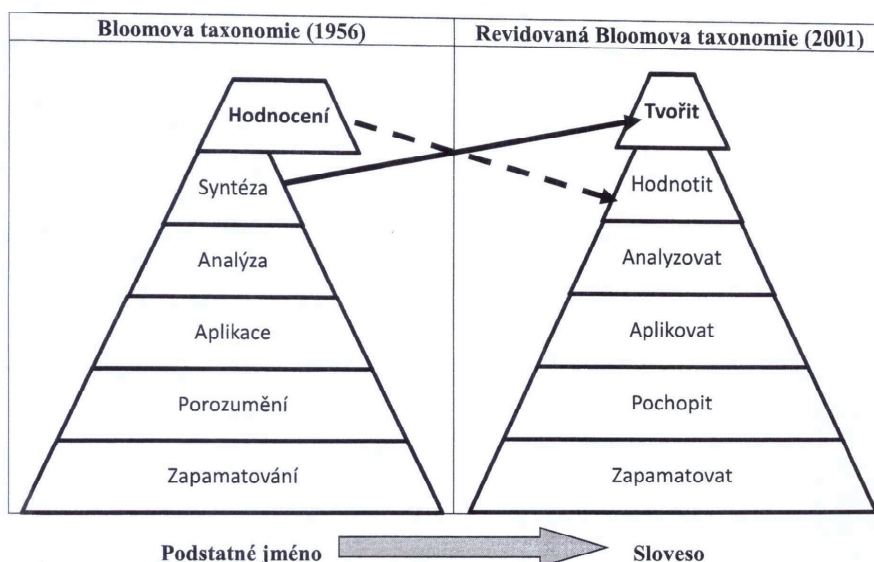 Bloomova taxonomie (1956)
Revidovaná Bloomova taxonomie (2001)
Hodnocení
Syntéza
Analýza
Aplikace
Porozumění
Zapamatování
Tvořit
Hodnotit
Analyzovat
Aplikovat
Pochopit
Zapamatovat
Podstatné jméno
Sloveso